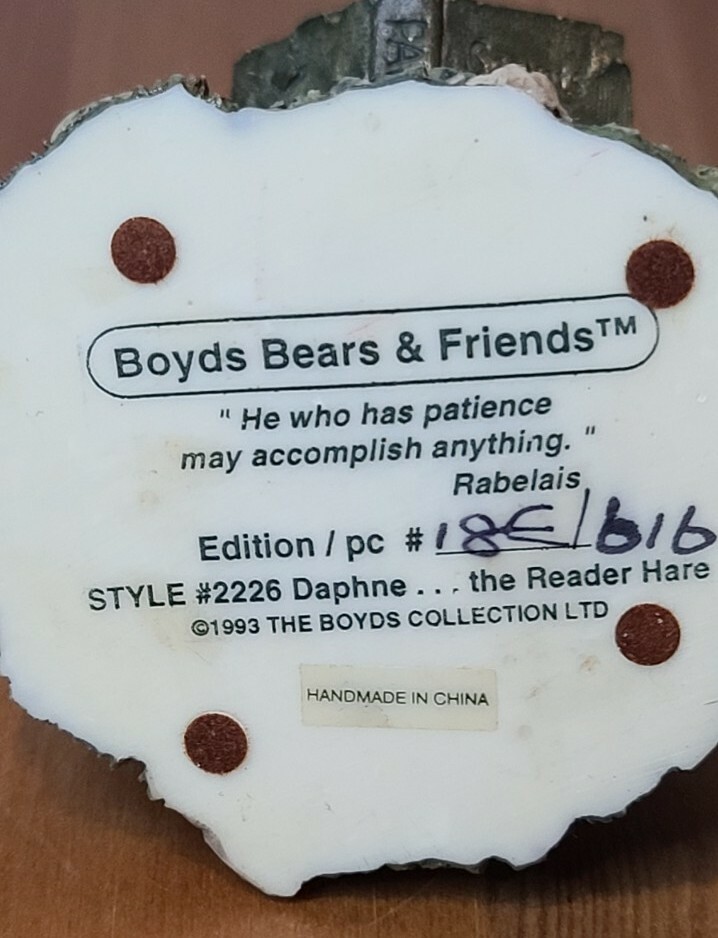 Boyds Bears & Friends™
" He who has patience
may accomplish anything. "
Rabelais
Edition / pc # 18E/616
STYLE #2226 Daphne . . . the Reader Hare
©1993 THE BOYDS COLLECTION LTD
HANDMADE IN CHINA